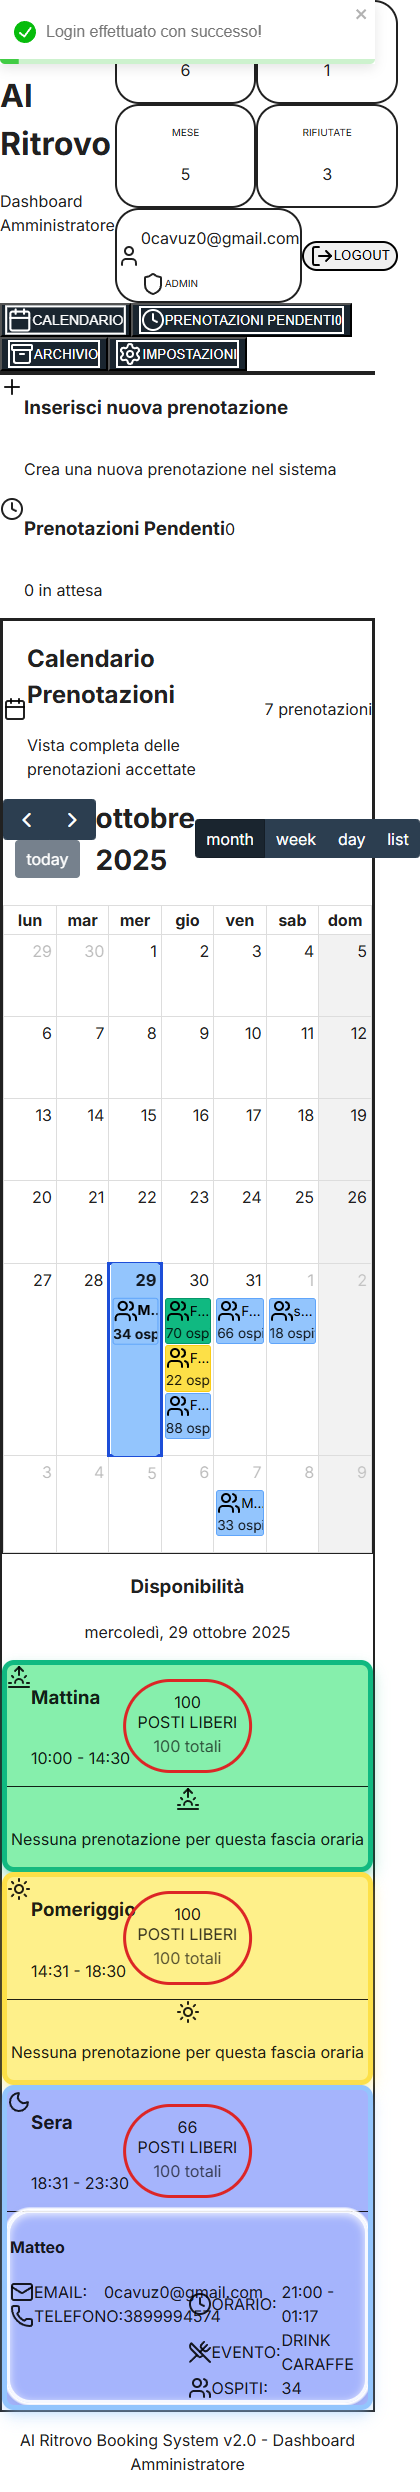 Login effettuato con successo!
6
1
Al
Ritrovo
Dashboard
Amministratore
MESE
5
RIFIUTATE
3
0cavuz0@gmail.com
ADMIN
LOGOUT
CALENDARIO
PRENOTAZIONI PENDENTI0
ARCHIVIO
IMPOSTAZIONI
Inserisci nuova prenotazione
Crea una nuova prenotazione nel sistema
Prenotazioni Pendenti0
0 in attesa
Calendario
Prenotazioni
7 prenotazioni
Vista completa delle
prenotazioni accettate
today
ottobre
2025
month week day list
lun mar mer gio ven sab dom
29 30 1 2 3 4 5
6 7 8 9 10 11 12
13 14 15 16 17 18 19
20 21 22 23 24 25 26
27 28 29 30 31 1 2
M... F... F... s...
34 osp 70 osp 66 ospi 18 ospi
F...
22 osp
F...
88 osp
3 4 5 6 7 8 9
M...
33 ospi
Disponibilità
mercoledì, 29 ottobre 2025
Mattina
100
POSTI LIBERI
100 totali
10:00 - 14:30
Nessuna prenotazione per questa fascia oraria
Pomeriggio
100
POSTI LIBERI
100 totali
14:31 - 18:30
Nessuna prenotazione per questa fascia oraria
Sera
66
POSTI LIBERI
100 totali
18:31 - 23:30
Matteo
EMAIL: 0cavuz0@gmail.com
TELEFONO:3899994574
ORARIO: 21:00 -
01:17
EVENTO: DRINK
CARAFFE
OSPITI: 34
Al Ritrovo Booking System v2.0 - Dashboard
Amministratore